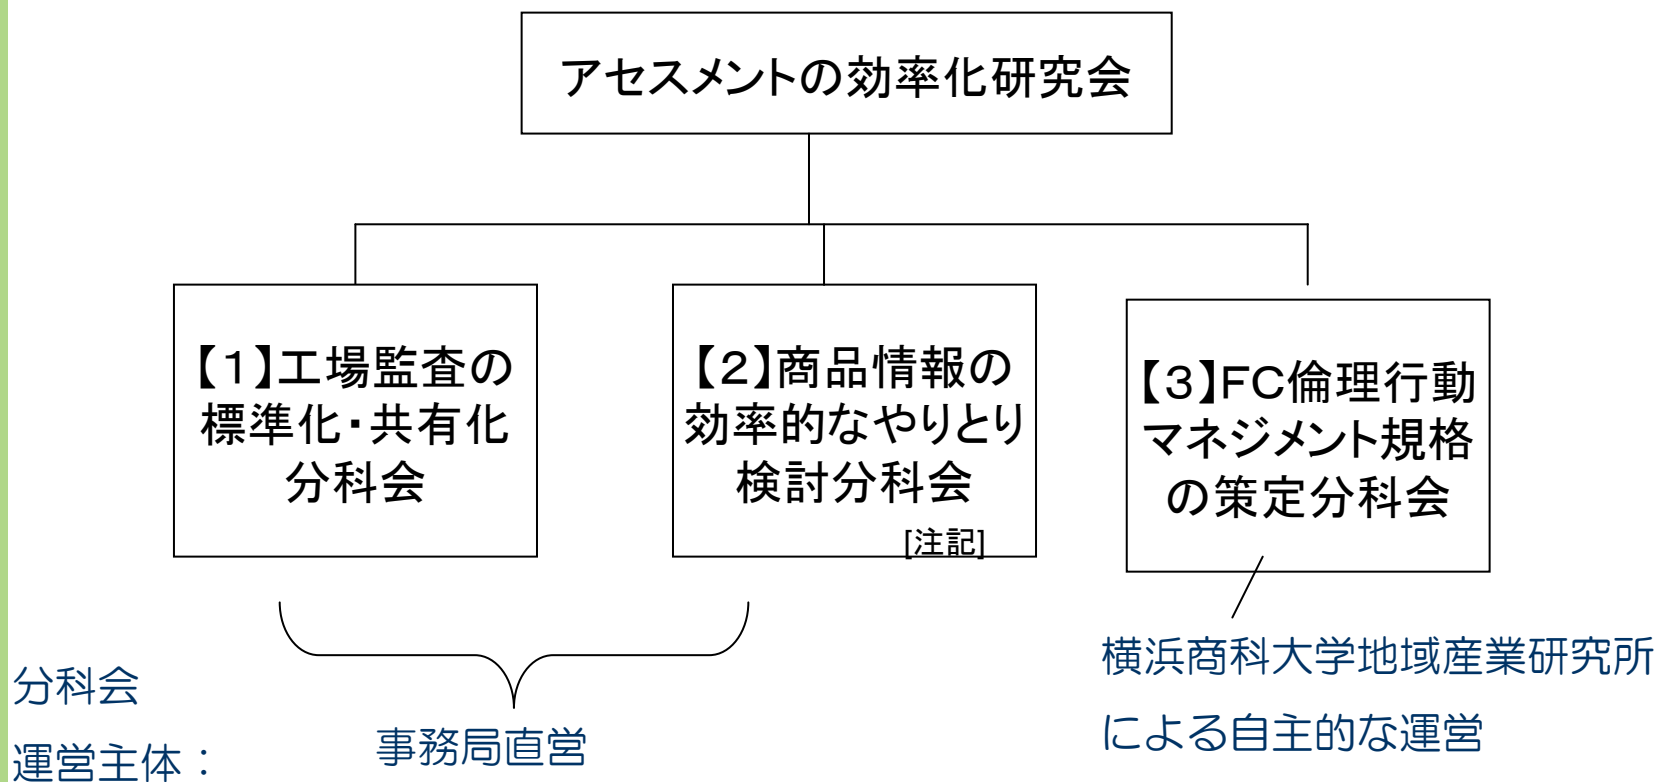 アセスメントの効率化研究会
【1】工場監査の
標準化・共有化
分科会
【2】商品情報の
効率的なやりとり
検討分科会
[注記]
【3】FC倫理行動
マネジメント規格
の策定分科会
分科会
運営主体：
事務局直営
横浜商科大学地域産業研究所
による自主的な運営